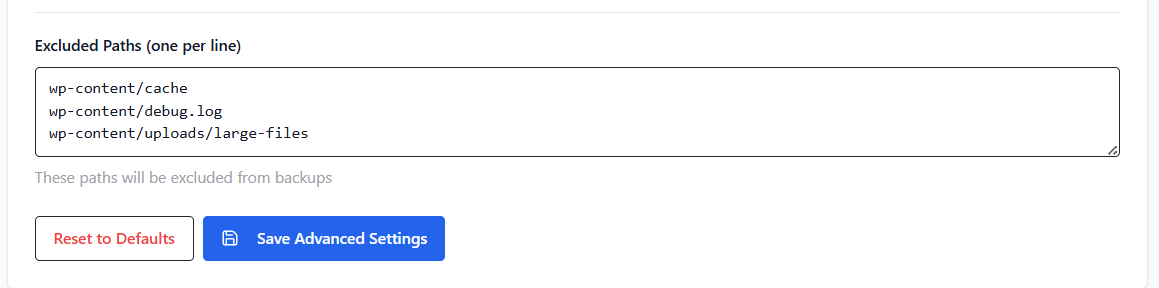 Excluded Paths (one per line)
wp-content/cache
wp-content/debug.log
wp-content/uploads/large-files
These paths will be excluded from backups
Reset to Defaults
Save Advanced Settings